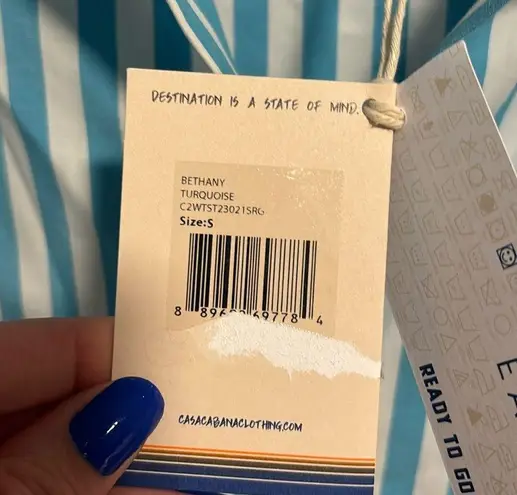 DESTINATION IS A STATE OF MIND.
BETHANY
TURQUOISE
C2WTST23021SRG
Size:S
CASACABANACLOTHING.COM
READY TO GO